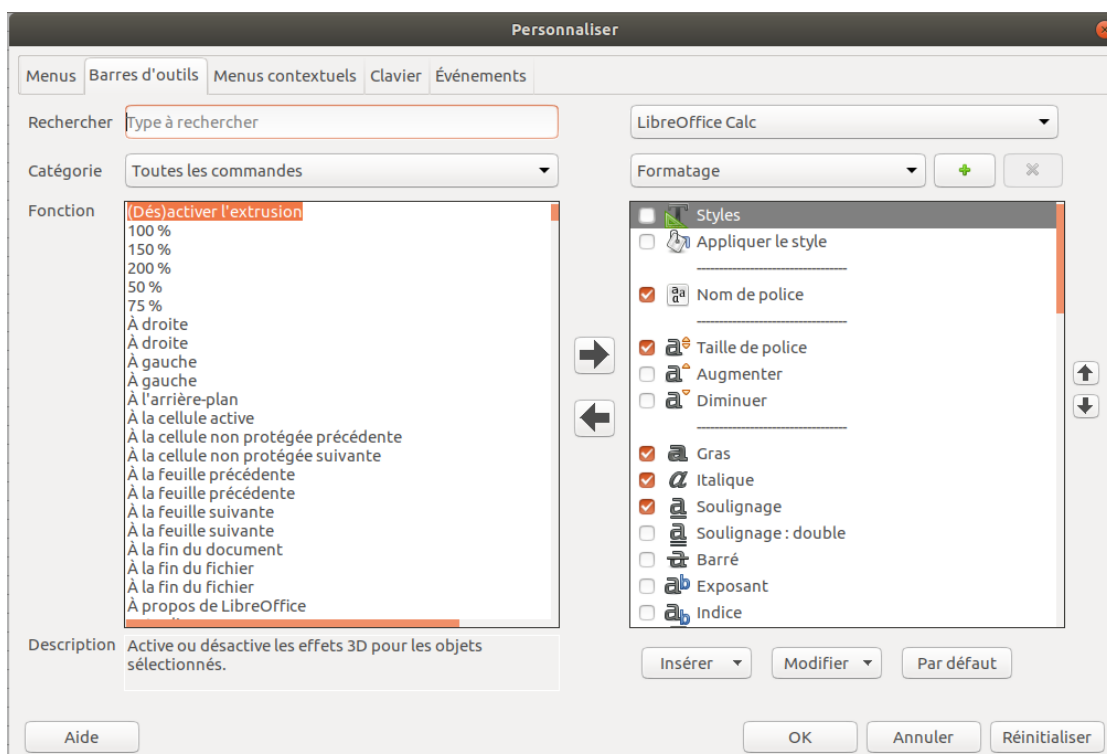 Personnaliser
Menus Barres d'outils Menus contextuels Clavier Événements
Rechercher Type à rechercher
LibreOffice Calc
Catégorie Toutes les commandes
Formatage
Fonction
(Dés)activer l'extrusion
100 %
150 %
200 %
50 %
75 %
À droite
À droite
À gauche
À gauche
À l'arrière-plan
À la cellule active
À la cellule non protégée précédente
À la cellule non protégée suivante
À la feuille précédente
À la feuille précédente
À la feuille suivante
À la feuille suivante
À la fin du document
À la fin du fichier
À la fin du fichier
À propos de LibreOffice
Styles
Appliquer le style
Nom de police
Taille de police
Augmenter
Diminuer
Gras
Italique
Soulignage
Soulignage : double
Barré
Exposant
Indice
Description Active ou désactive les effets 3D pour les objets
sélectionnés.
Insérer Modifier Par défaut
Aide OK Annuler Réinitialiser